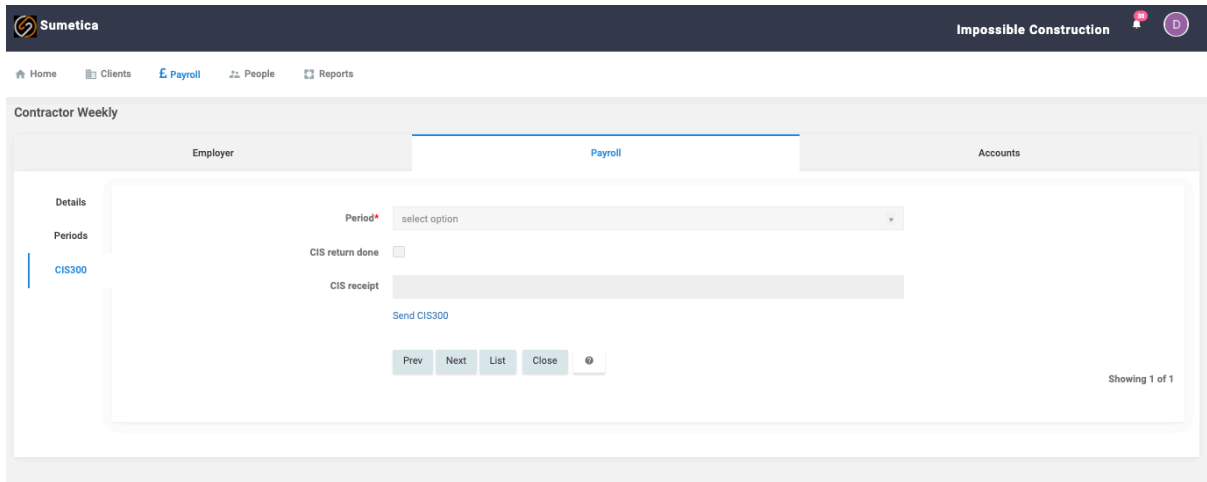 Sumetica
Impossible Construction
38
D
Home Clients £ Payroll People Reports
Contractor Weekly
Employer Payroll Accounts
Details
Periods
CIS300
Period* select option
CIS return done
CIS receipt
Send CIS300
Prev Next List Close ?
Showing 1 of 1